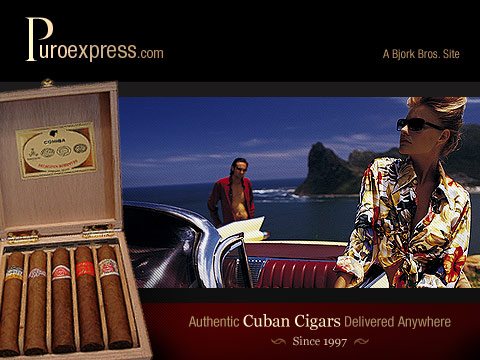 Puroexpress.com
A Bjork Bros. Site
COHIBA
Authentic Cuban Cigars Delivered Anywhere
Since 1997